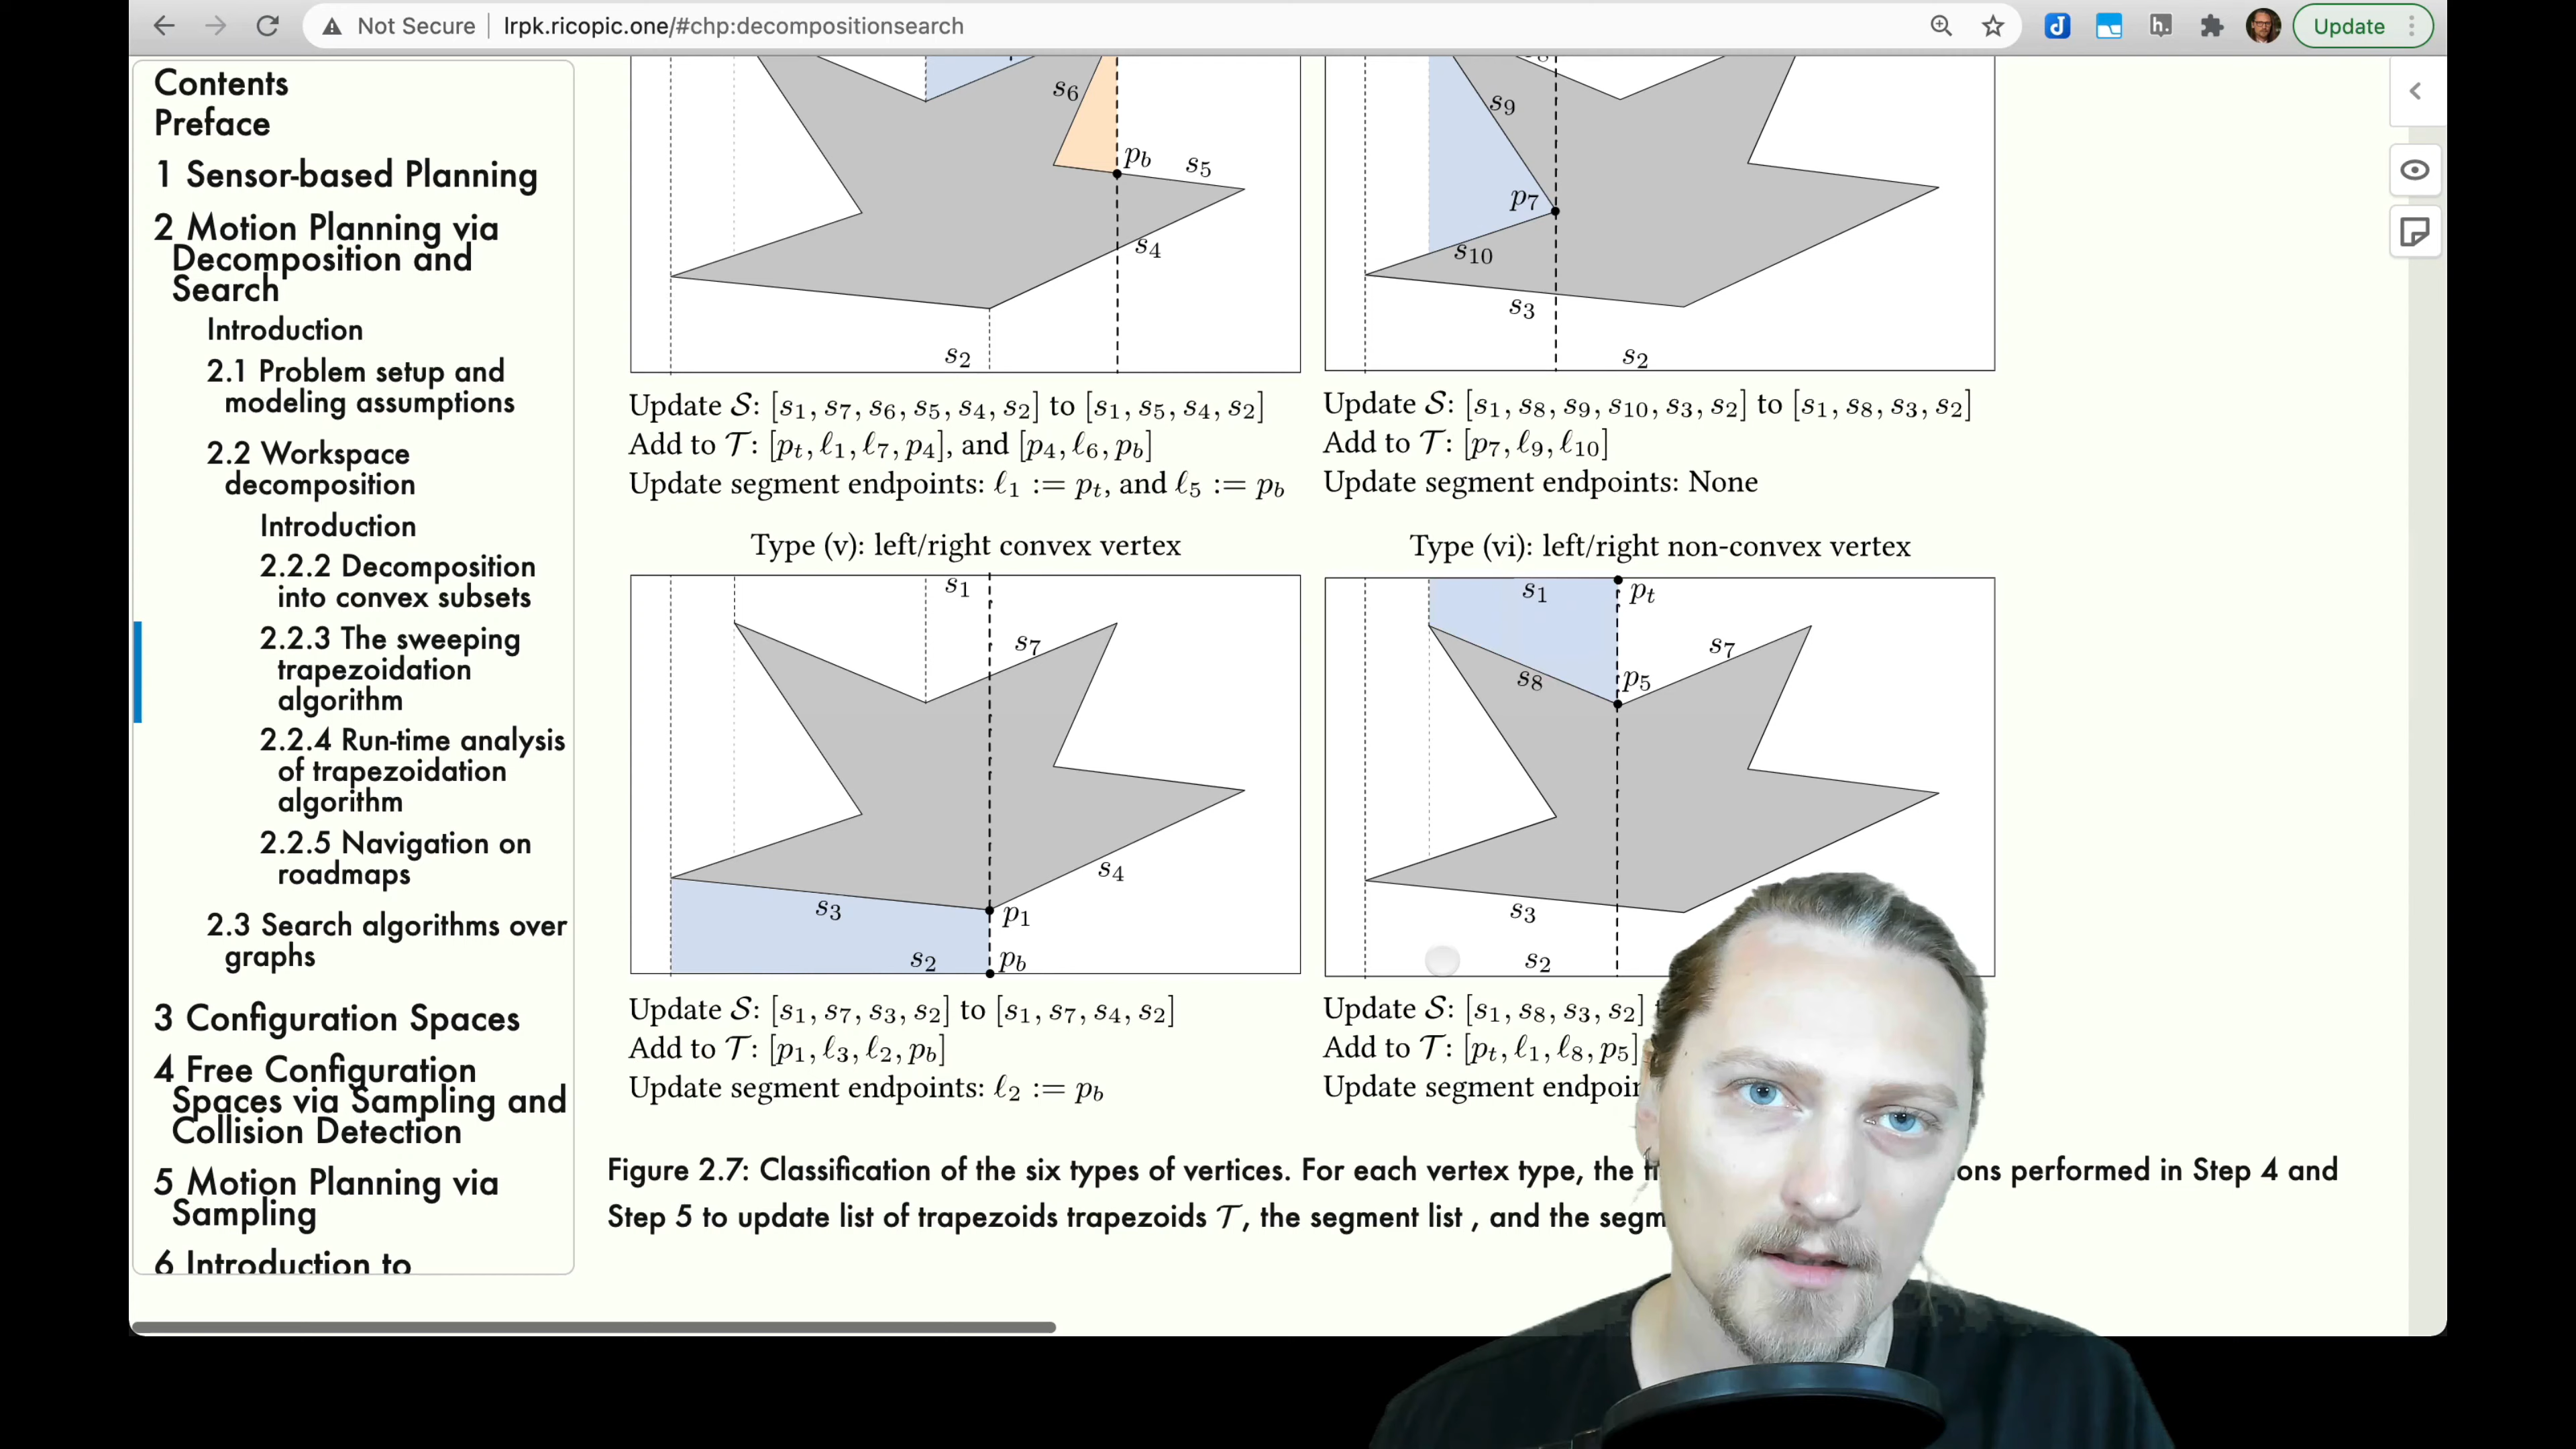 Not Secure | lrpk.ricopic.one/#chp:decompositionsearch
Update
Contents
Preface
1 Sensor-based Planning
2 Motion Planning via
Decomposition and
Search
Introduction
2.1 Problem setup and
modeling assumptions
2.2 Workspace
decomposition
Introduction
2.2.2 Decomposition
into convex subsets
2.2.3 The sweeping
trapezoidation
algorithm
2.2.4 Run-time analysis
of trapezoidation
algorithm
2.2.5 Navigation on
roadmaps
2.3 Search algorithms over
graphs
3 Configuration Spaces
4 Free Configuration
Spaces via Sampling and
Collision Detection
5 Motion Planning via
Sampling
6 Introduction to
s6
pb
s5
s4
s2
s9
p7
s10
s3
s2
Update 𝒮: [s1, s7, s6, s5, s4, s2] to [s1, s5, s4, s2]
Add to 𝒯: [pt, ℓ1, ℓ7, p4], and [p4, ℓ6, pb]
Update segment endpoints: ℓ1 := pt, and ℓ5 := pb
Update 𝒮: [s1, s8, s9, s10, s3, s2] to [s1, s8, s3, s2]
Add to 𝒯: [p7, ℓ9, ℓ10]
Update segment endpoints: None
Type (v): left/right convex vertex
s1
s7
s4
s3
p1
s2
pb
Update 𝒮: [s1, s7, s3, s2] to [s1, s7, s4, s2]
Add to 𝒯: [p1, ℓ3, ℓ2, pb]
Update segment endpoints: ℓ2 := pb
Type (vi): left/right non-convex vertex
s1
pt
s7
s8
p5
s3
s2
Update 𝒮: [s1, s8, s3, s2]
Add to 𝒯: [pt, ℓ1, ℓ8, p5]
Update segment
Figure 2.7: Classification of the six types of vertices. For each vertex type, the performed in Step 4 and
Step 5 to update list of trapezoids trapezoids 𝒯, the segment list , and the